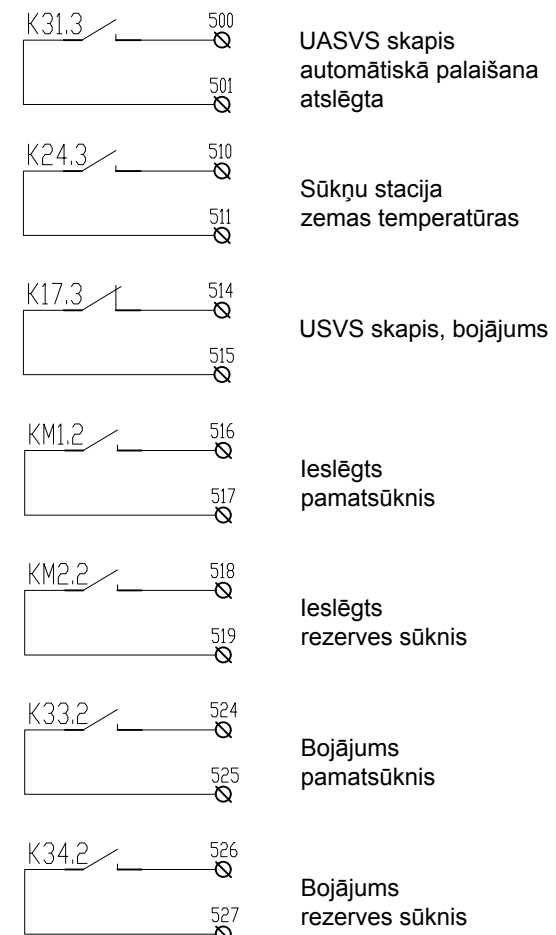 K31.3
500
501
UASVS skapis
automātiskā palaišana
atslēgta
K24.3
510
511
Sūkņu stacija
zemas temperatūras
K17.3
514
515
USVS skapis, bojājums
KM1.2
516
517
Ieslēgts
pamatsūknis
KM2.2
518
519
Ieslēgts
rezerves sūknis
K33.2
524
525
Bojājums
pamatsūknis
K34.2
526
527
Bojājums
rezerves sūknis